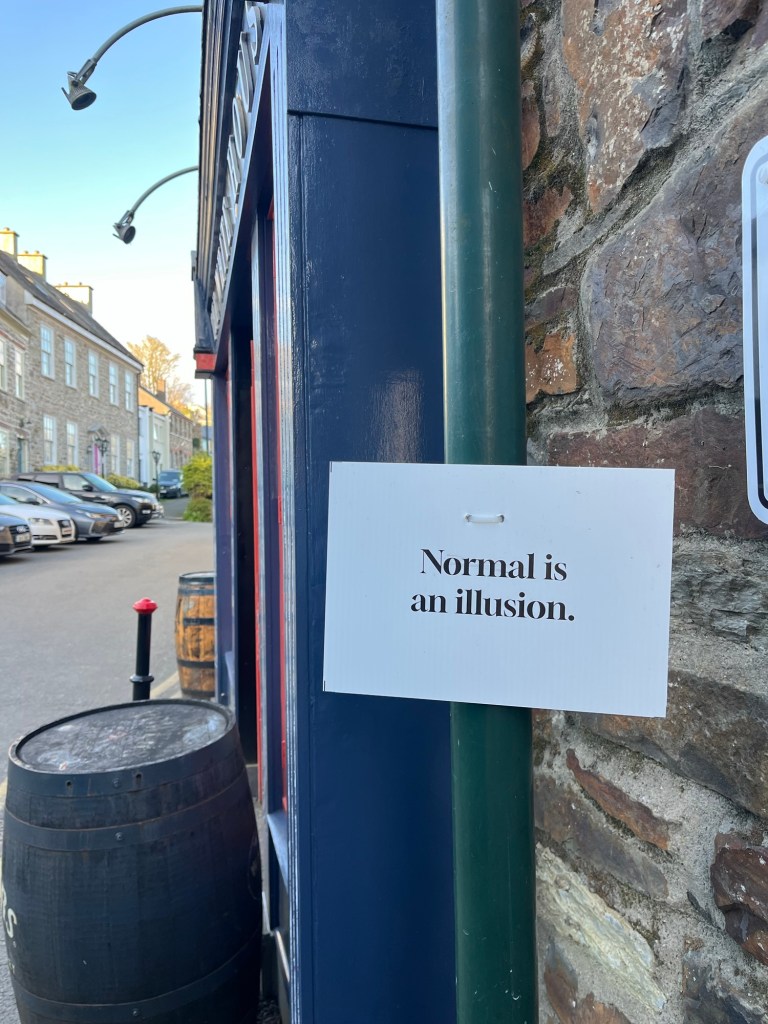 Normal is
an illusion.